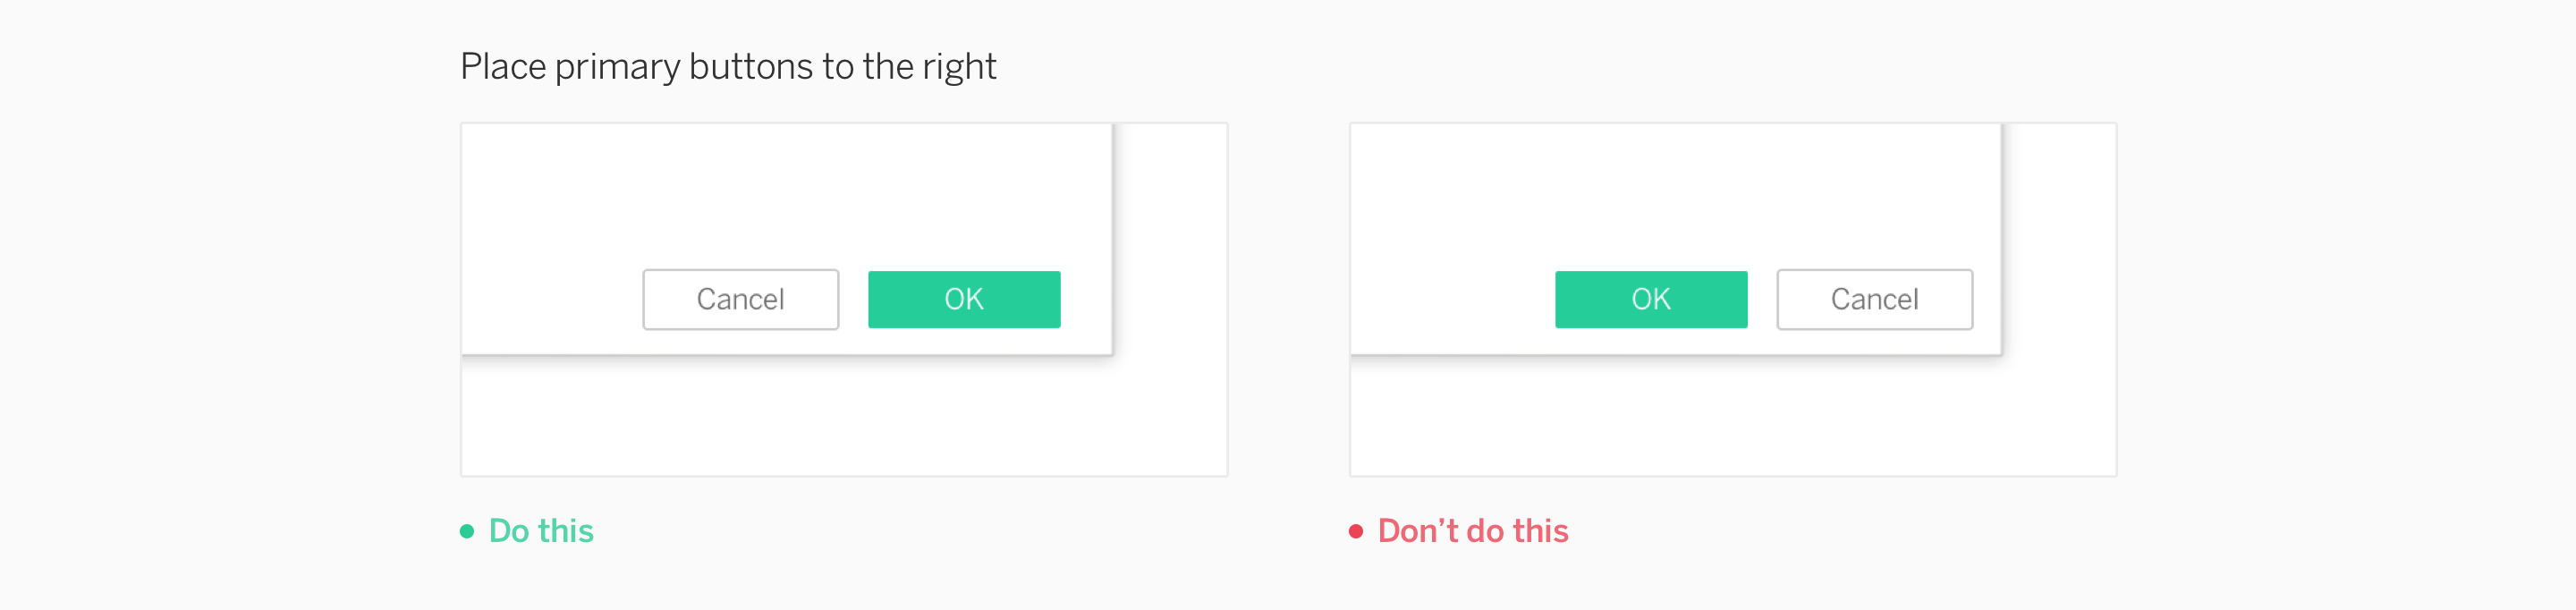 Place primary buttons to the right
Cancel
OK
OK
Cancel
Do this
Don’t do this